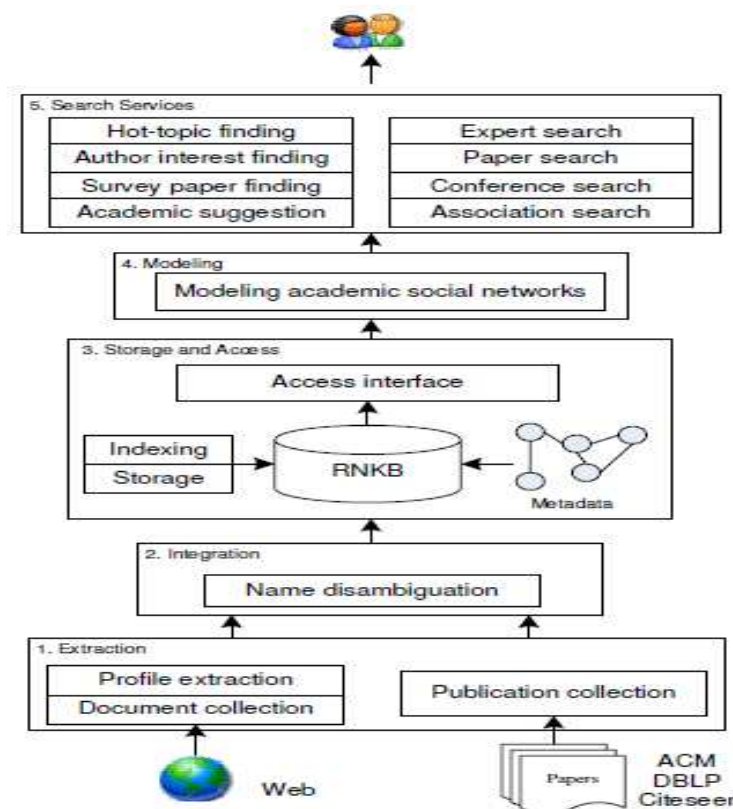 5. Search Services
Hot-topic finding
Author interest finding
Survey paper finding
Academic suggestion
Expert search
Paper search
Conference search
Association search
4. Modeling
Modeling academic social networks
3. Storage and Access
Access interface
Indexing
Storage
RNKB
Metadata
2. Integration
Name disambiguation
1. Extraction
Profile extraction
Document collection
Publication collection
Web
Papers
ACM
DBLP
Citeseer